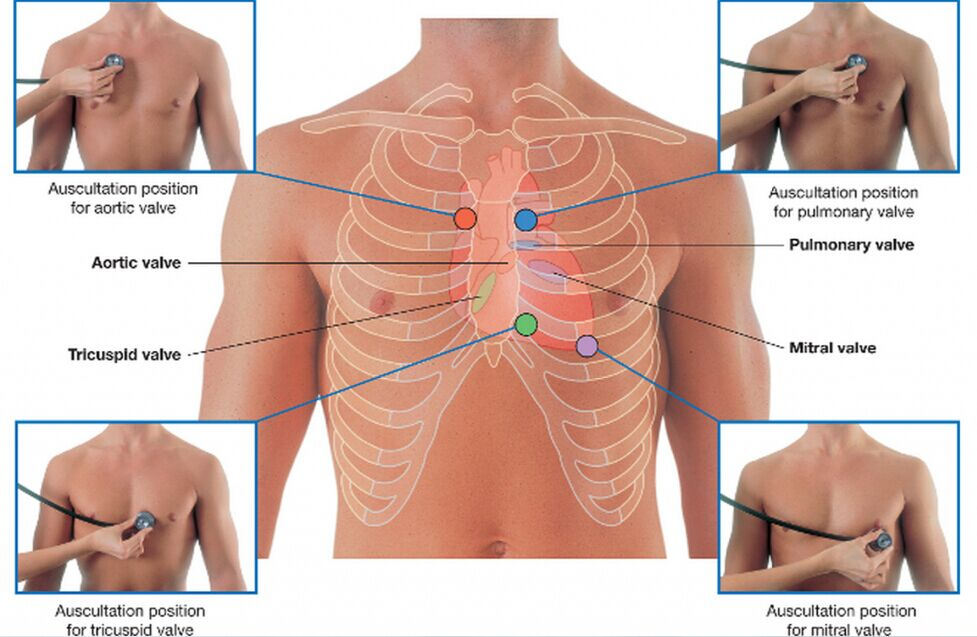 Auscultation position
for aortic valve
Auscultation position
for pulmonary valve
Pulmonary valve
Aortic valve
Tricuspid valve
Mitral valve
Auscultation position
for tricuspid valve
Auscultation position
for mitral valve